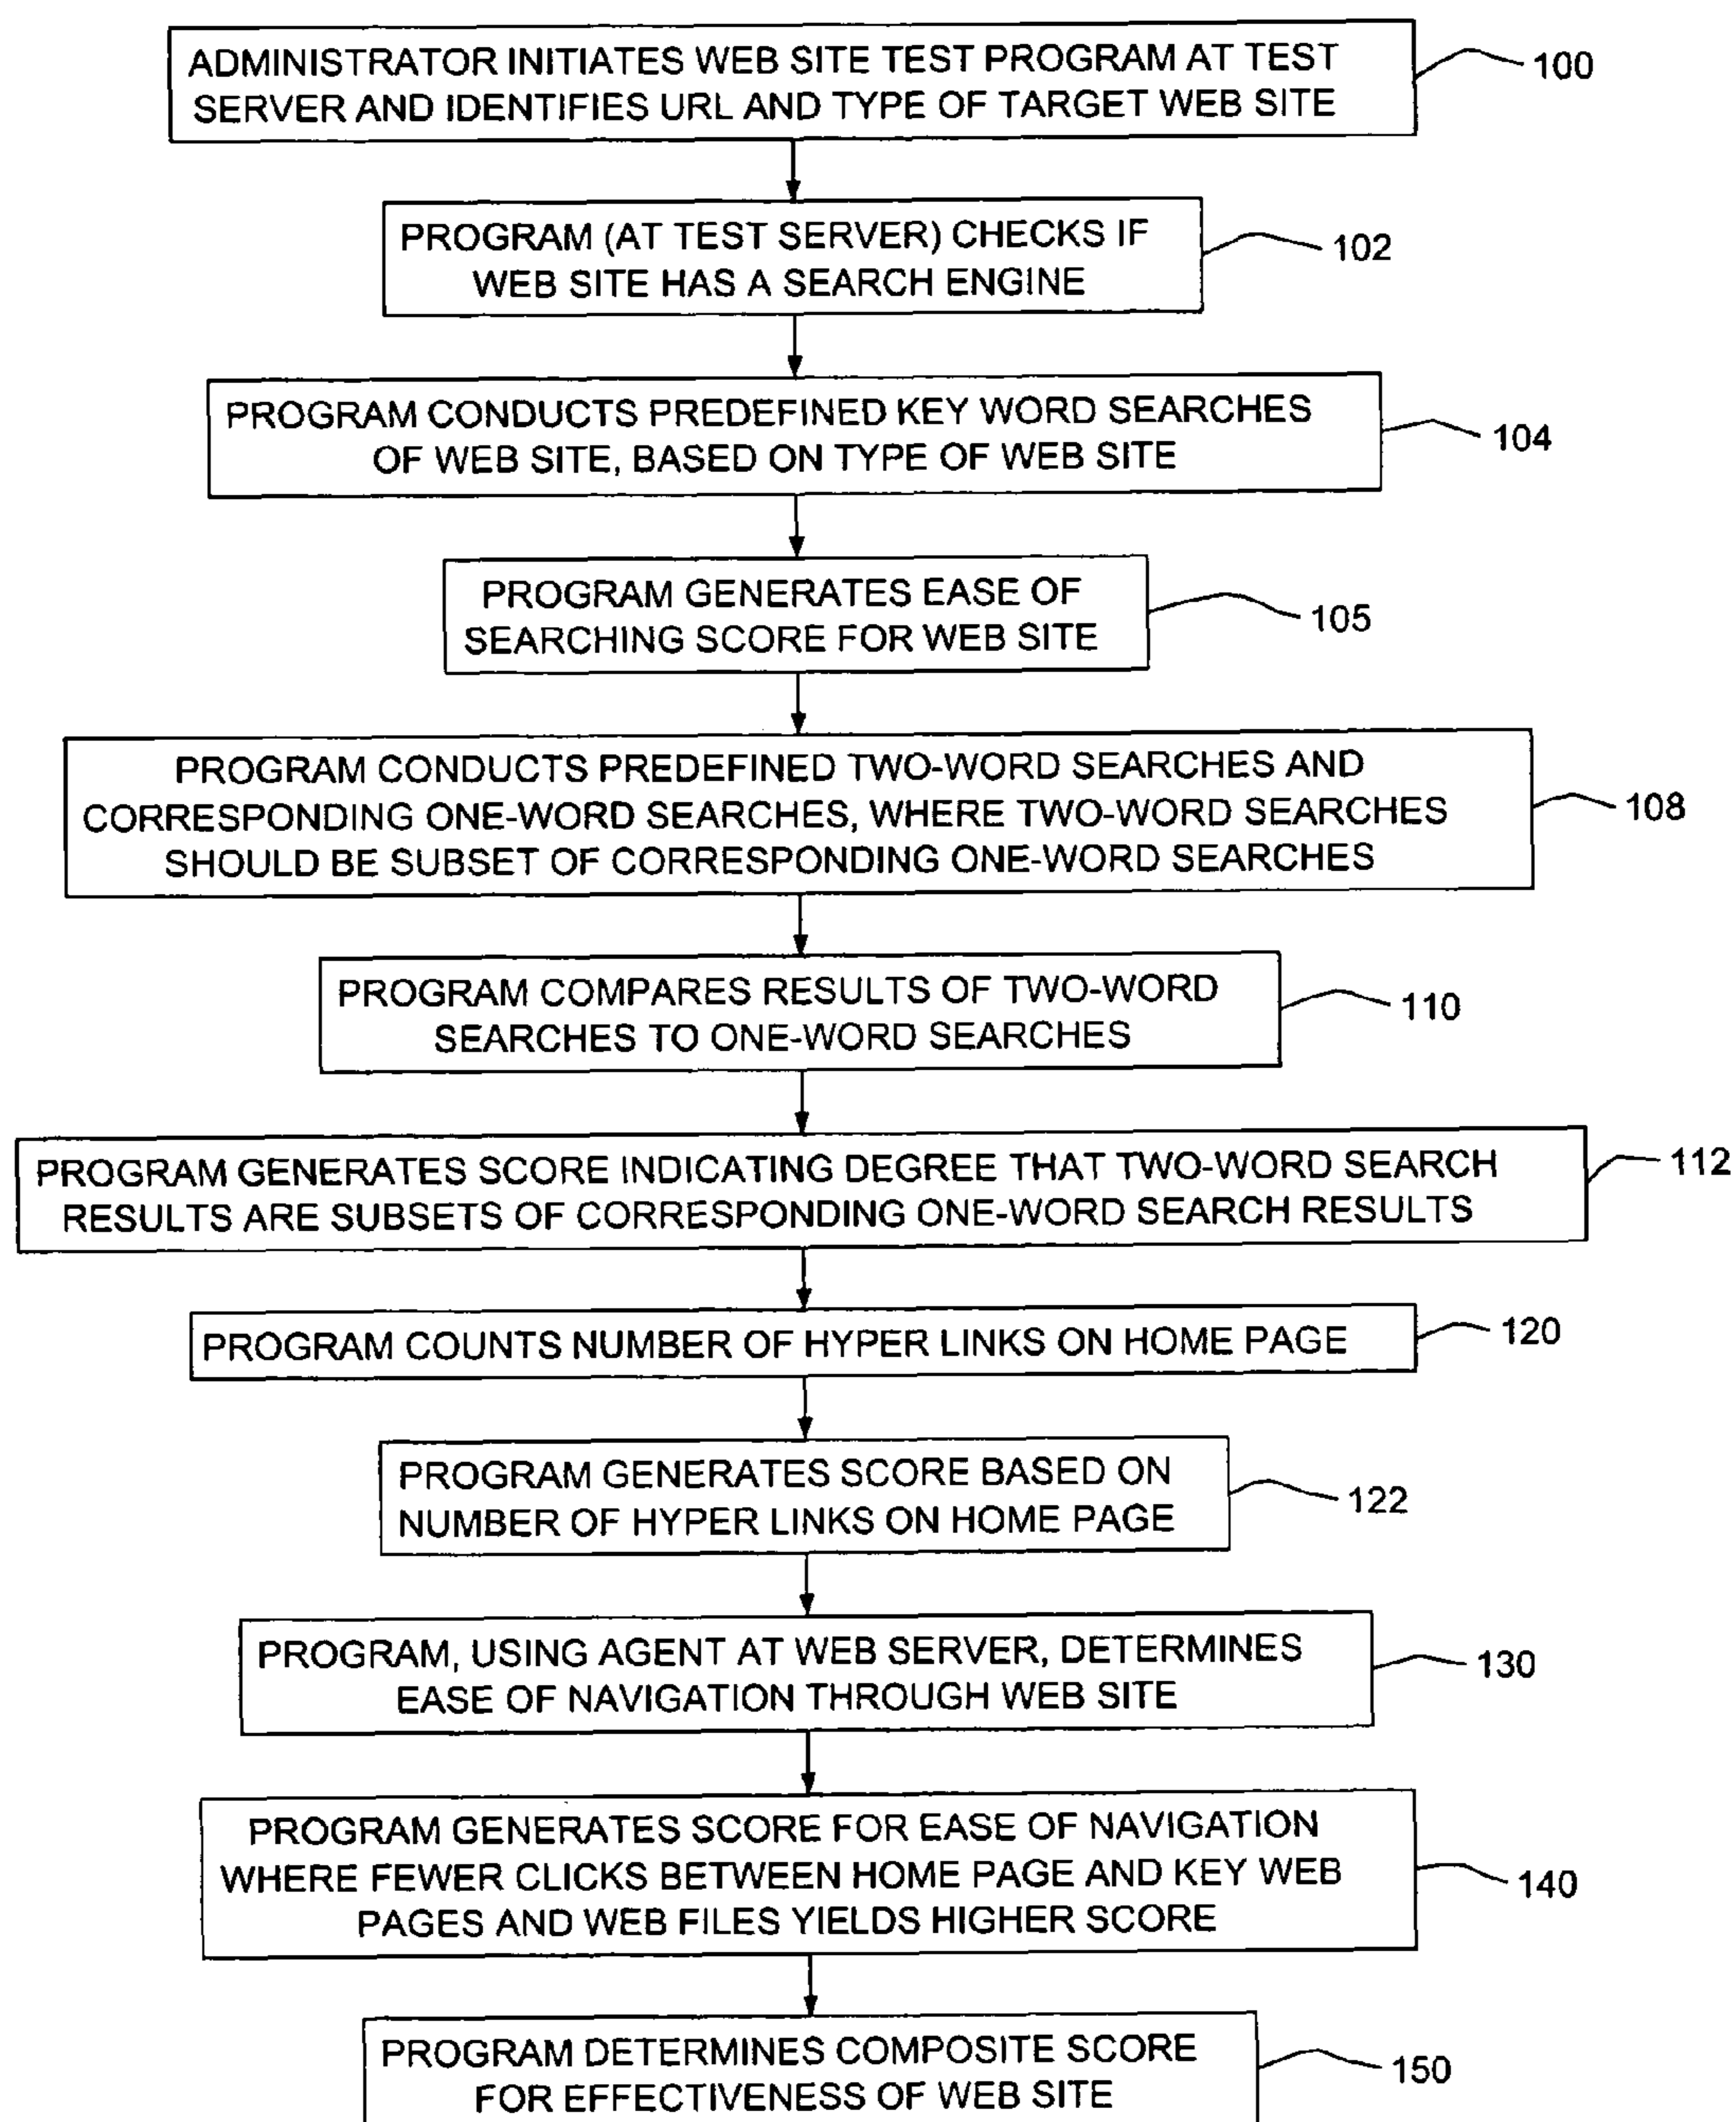 ADMINISTRATOR INITIATES WEB SITE TEST PROGRAM AT TEST
SERVER AND IDENTIFIES URL AND TYPE OF TARGET WEB SITE
100
PROGRAM (AT TEST SERVER) CHECKS IF
WEB SITE HAS A SEARCH ENGINE
102
PROGRAM CONDUCTS PREDEFINED KEY WORD SEARCHES
OF WEB SITE, BASED ON TYPE OF WEB SITE
104
PROGRAM GENERATES EASE OF
SEARCHING SCORE FOR WEB SITE
105
PROGRAM CONDUCTS PREDEFINED TWO-WORD SEARCHES AND
CORRESPONDING ONE-WORD SEARCHES, WHERE TWO-WORD SEARCHES
SHOULD BE SUBSET OF CORRESPONDING ONE-WORD SEARCHES
108
PROGRAM COMPARES RESULTS OF TWO-WORD
SEARCHES TO ONE-WORD SEARCHES
110
PROGRAM GENERATES SCORE INDICATING DEGREE THAT TWO-WORD SEARCH
RESULTS ARE SUBSETS OF CORRESPONDING ONE-WORD SEARCH RESULTS
112
PROGRAM COUNTS NUMBER OF HYPER LINKS ON HOME PAGE
120
PROGRAM GENERATES SCORE BASED ON
NUMBER OF HYPER LINKS ON HOME PAGE
122
PROGRAM, USING AGENT AT WEB SERVER, DETERMINES
EASE OF NAVIGATION THROUGH WEB SITE
130
PROGRAM GENERATES SCORE FOR EASE OF NAVIGATION
WHERE FEWER CLICKS BETWEEN HOME PAGE AND KEY WEB
PAGES AND WEB FILES YIELDS HIGHER SCORE
140
PROGRAM DETERMINES COMPOSITE SCORE
FOR EFFECTIVENESS OF WEB SITE
150